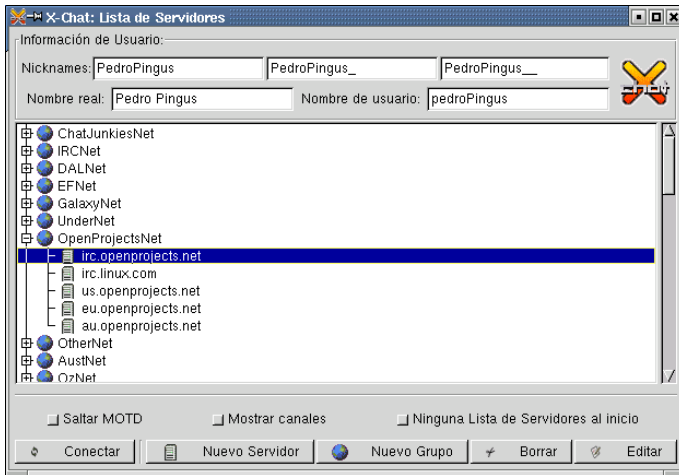 X-Chat: Lista de Servidores
Información de Usuario:
Nicknames: PedroPingus PedroPingus_ PedroPingus__
Nombre real: Pedro Pingus Nombre de usuario: pedroPingus
chat
ChatJunkiesNet
IRCNet
DALNet
EFNet
GalaxyNet
UnderNet
OpenProjectsNet
irc.openprojects.net
irc.linux.com
us.openprojects.net
eu.openprojects.net
au.openprojects.net
OtherNet
AustNet
OzNet
Saltar MOTD Mostrar canales Ninguna Lista de Servidores al inicio
Conectar Nuevo Servidor Nuevo Grupo Borrar Editar